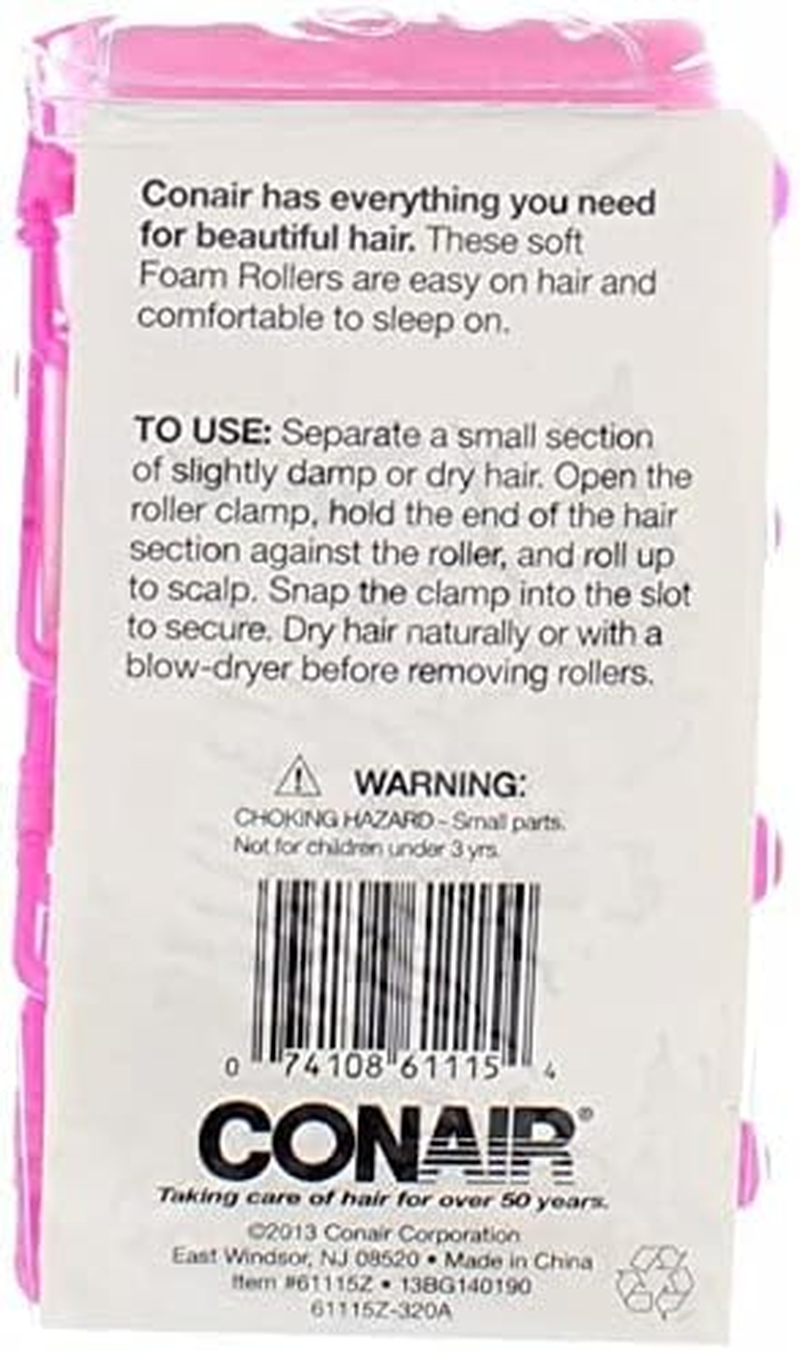 Conair has everything you need
for beautiful hair. These soft
Foam Rollers are easy on hair and
comfortable to sleep on.
TO USE: Separate a small section
of slightly damp or dry hair. Open the
roller clamp, hold the end of the hair
section against the roller, and roll up
to scalp. Snap the clamp into the slot
to secure. Dry hair naturally or with a
blow-dryer before removing rollers.
WARNING:
CHOKING HAZARD - Small parts.
Not for children under 3 yrs.
0 74108 61115 4
CONAIR®
Taking care of hair for over 50 years.
©2013 Conair Corporation
East Windsor, NJ 08520 • Made in China
Item #61115Z • 13BG140190
61115Z-320A